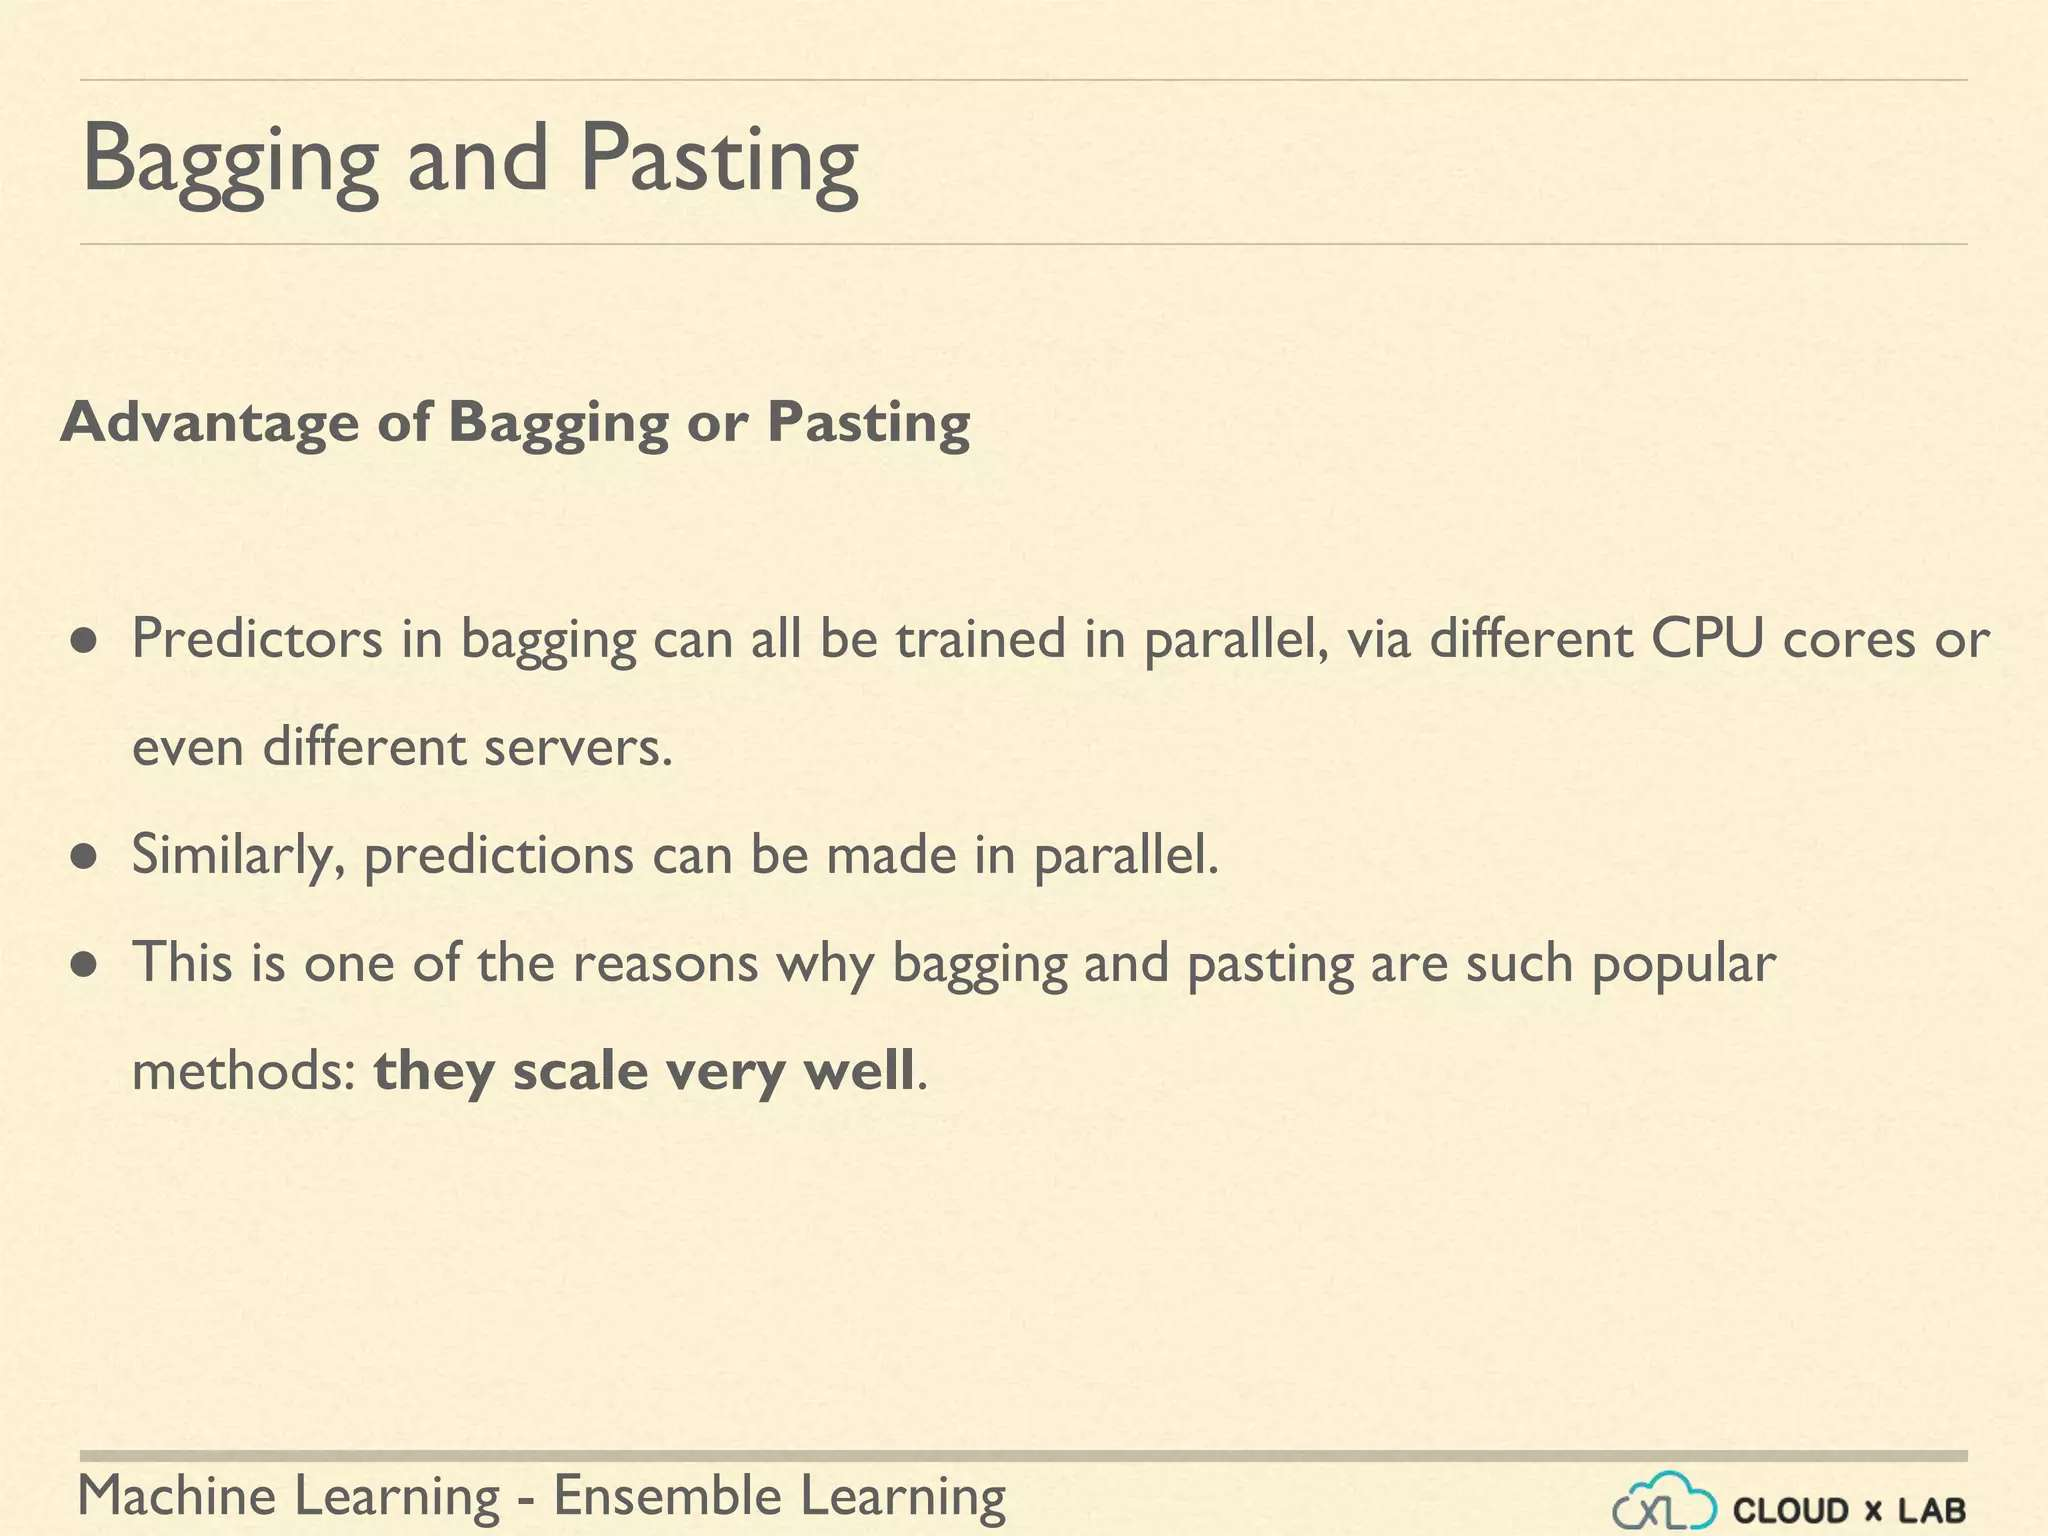 Bagging and Pasting
Advantage of Bagging or Pasting
● Predictors in bagging can all be trained in parallel, via different CPU cores or
even different servers.
● Similarly, predictions can be made in parallel.
● This is one of the reasons why bagging and pasting are such popular
methods: they scale very well.
Machine Learning - Ensemble Learning
CXL CLOUD x LAB